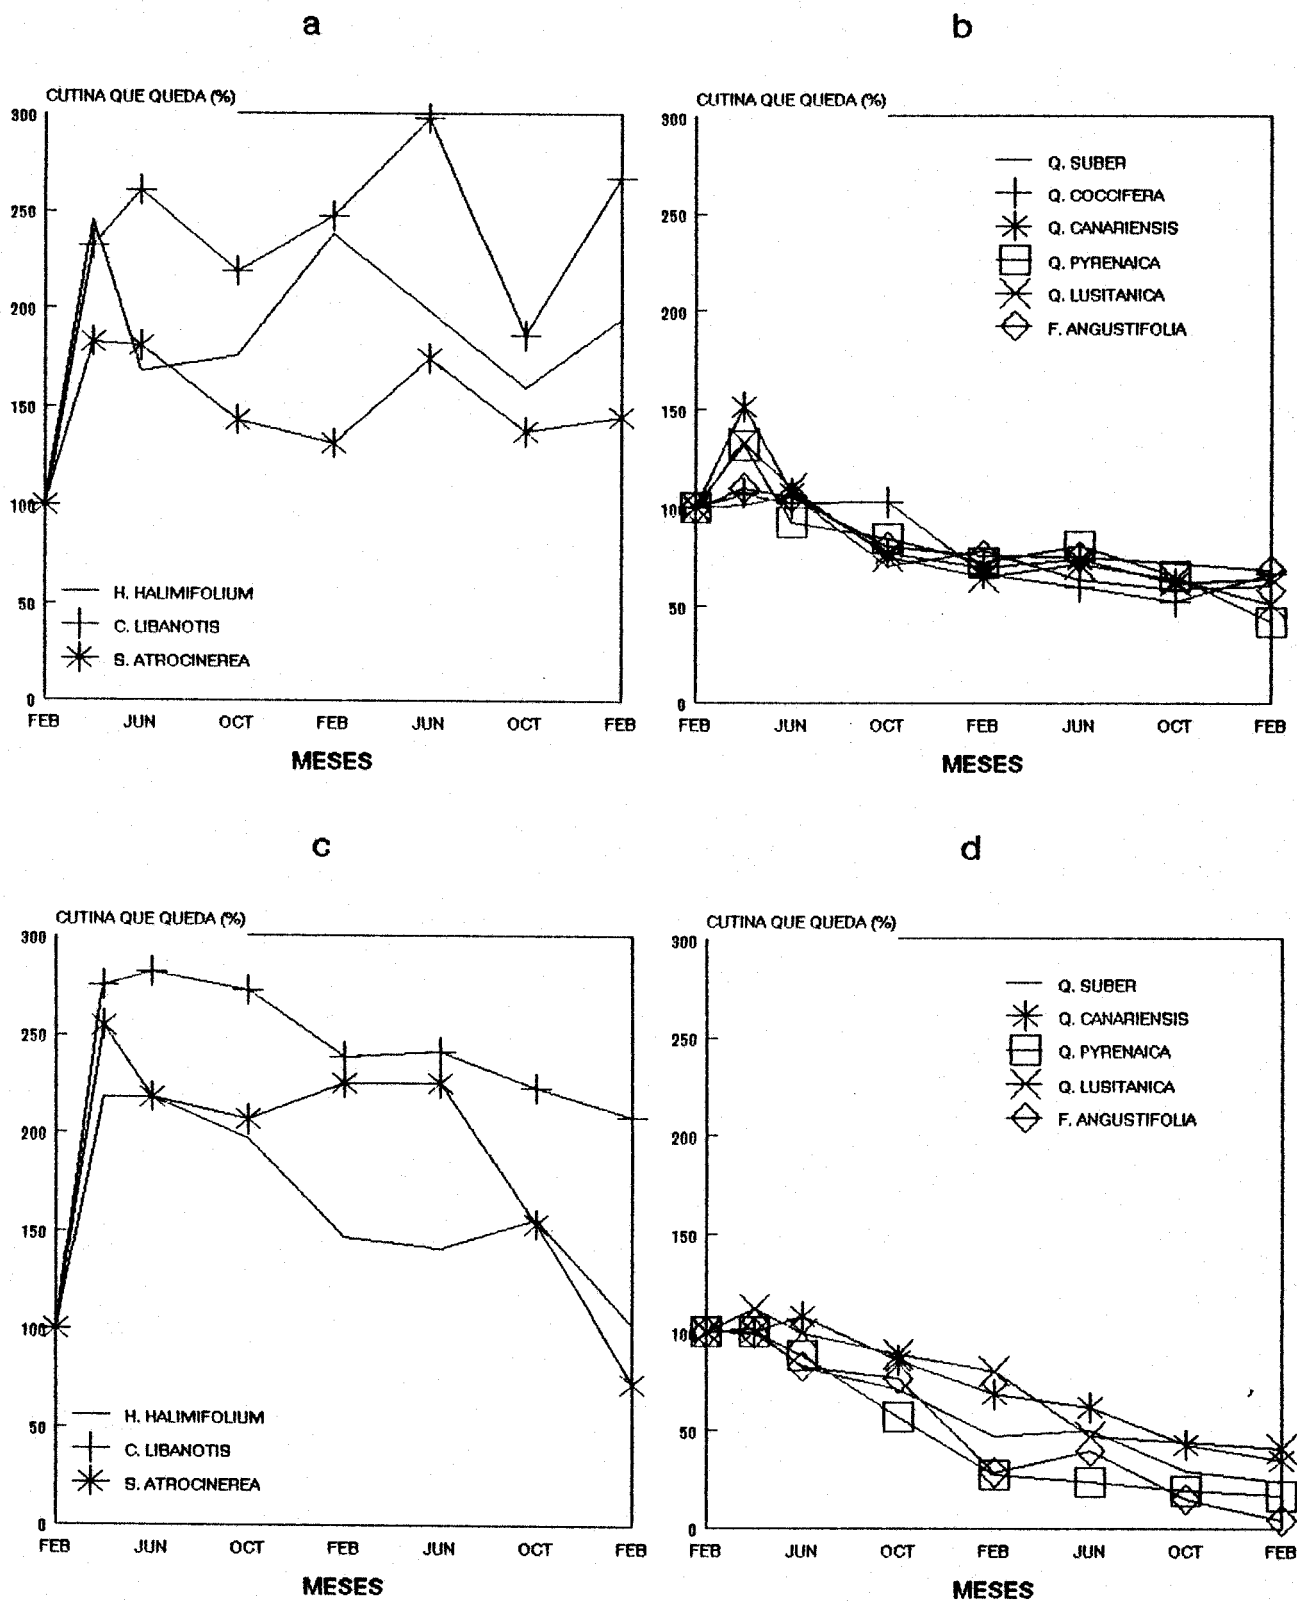 a
CUTINA QUE QUEDA (%)
300
250
200
150
100
50
0
H. HALIMIFOLIUM
C. LIBANOTIS
S. ATROCINEREA
FEB JUN OCT FEB JUN OCT FEB
MESES
b
CUTINA QUE QUEDA (%)
300
250
200
150
100
50
0
Q. SUBER
Q. COCCIFERA
Q. CANARIENSIS
Q. PYRENAICA
Q. LUSITANICA
F. ANGUSTIFOLIA
FEB JUN OCT FEB JUN OCT FEB
MESES
c
CUTINA QUE QUEDA (%)
300
250
200
150
100
50
0
H. HALIMIFOLIUM
C. LIBANOTIS
S. ATROCINEREA
FEB JUN OCT FEB JUN OCT FEB
MESES
d
CUTINA QUE QUEDA (%)
300
250
200
150
100
50
0
Q. SUBER
Q. CANARIENSIS
Q. PYRENAICA
Q. LUSITANICA
F. ANGUSTIFOLIA
FEB JUN OCT FEB JUN OCT FEB
MESES